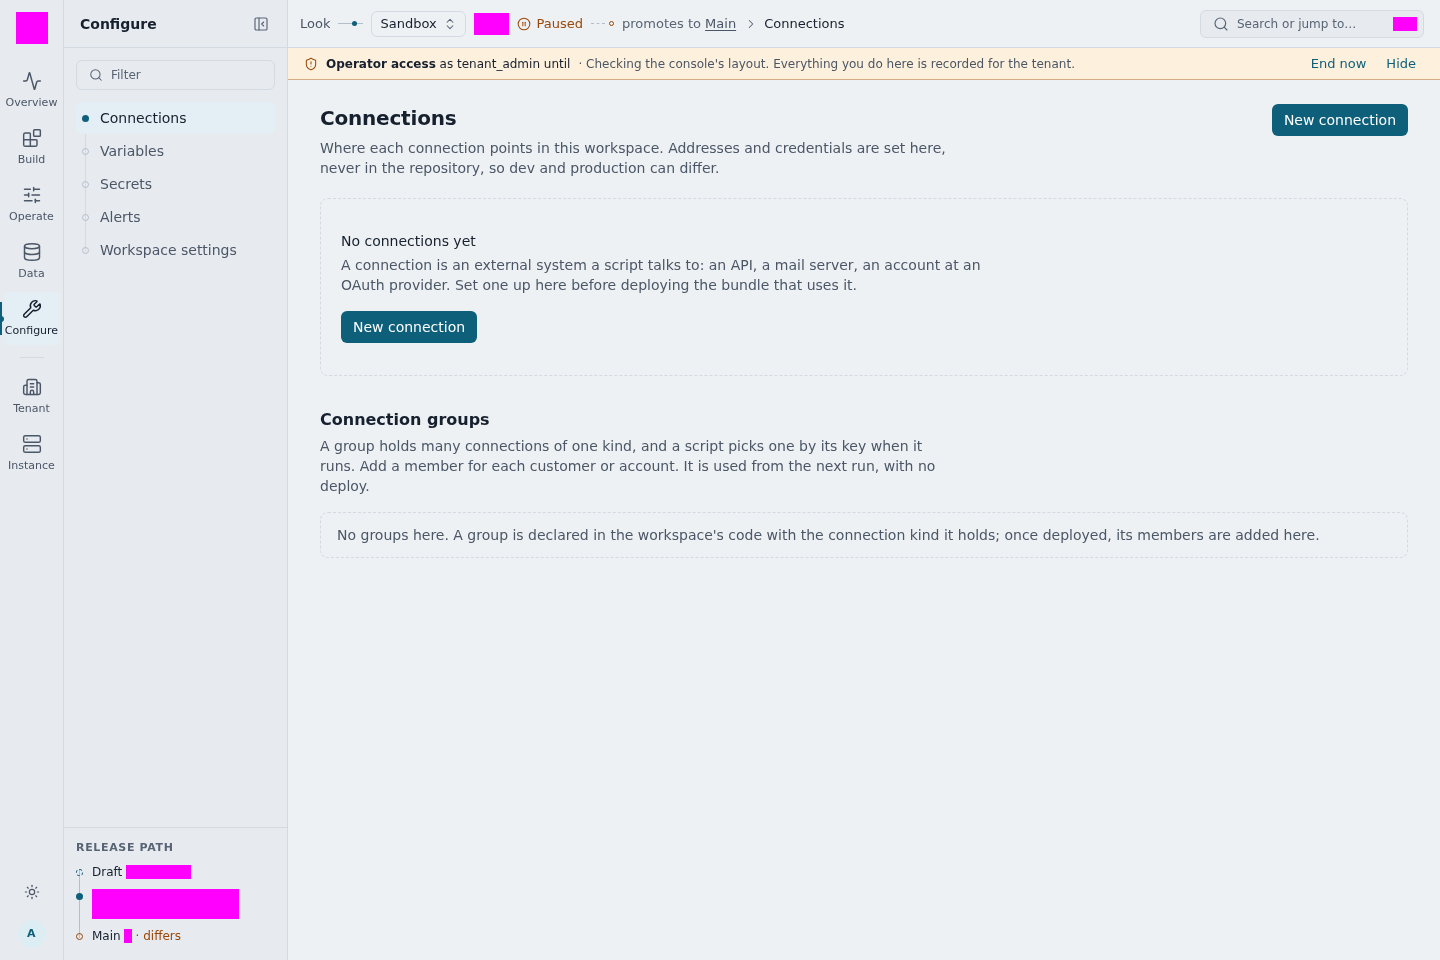 Configure
Look
Sandbox
Paused
promotes to Main
Connections
Search or jump to...
Operator access as tenant_admin until · Checking the console's layout. Everything you do here is recorded for the tenant.
End now
Hide
Overview
Build
Operate
Data
Configure
Tenant
Instance
A
Filter
Connections
Variables
Secrets
Alerts
Workspace settings
RELEASE PATH
Draft
Main · differs
Connections
New connection
Where each connection points in this workspace. Addresses and credentials are set here,
never in the repository, so dev and production can differ.
No connections yet
A connection is an external system a script talks to: an API, a mail server, an account at an
OAuth provider. Set one up here before deploying the bundle that uses it.
New connection
Connection groups
A group holds many connections of one kind, and a script picks one by its key when it
runs. Add a member for each customer or account. It is used from the next run, with no
deploy.
No groups here. A group is declared in the workspace's code with the connection kind it holds; once deployed, its members are added here.